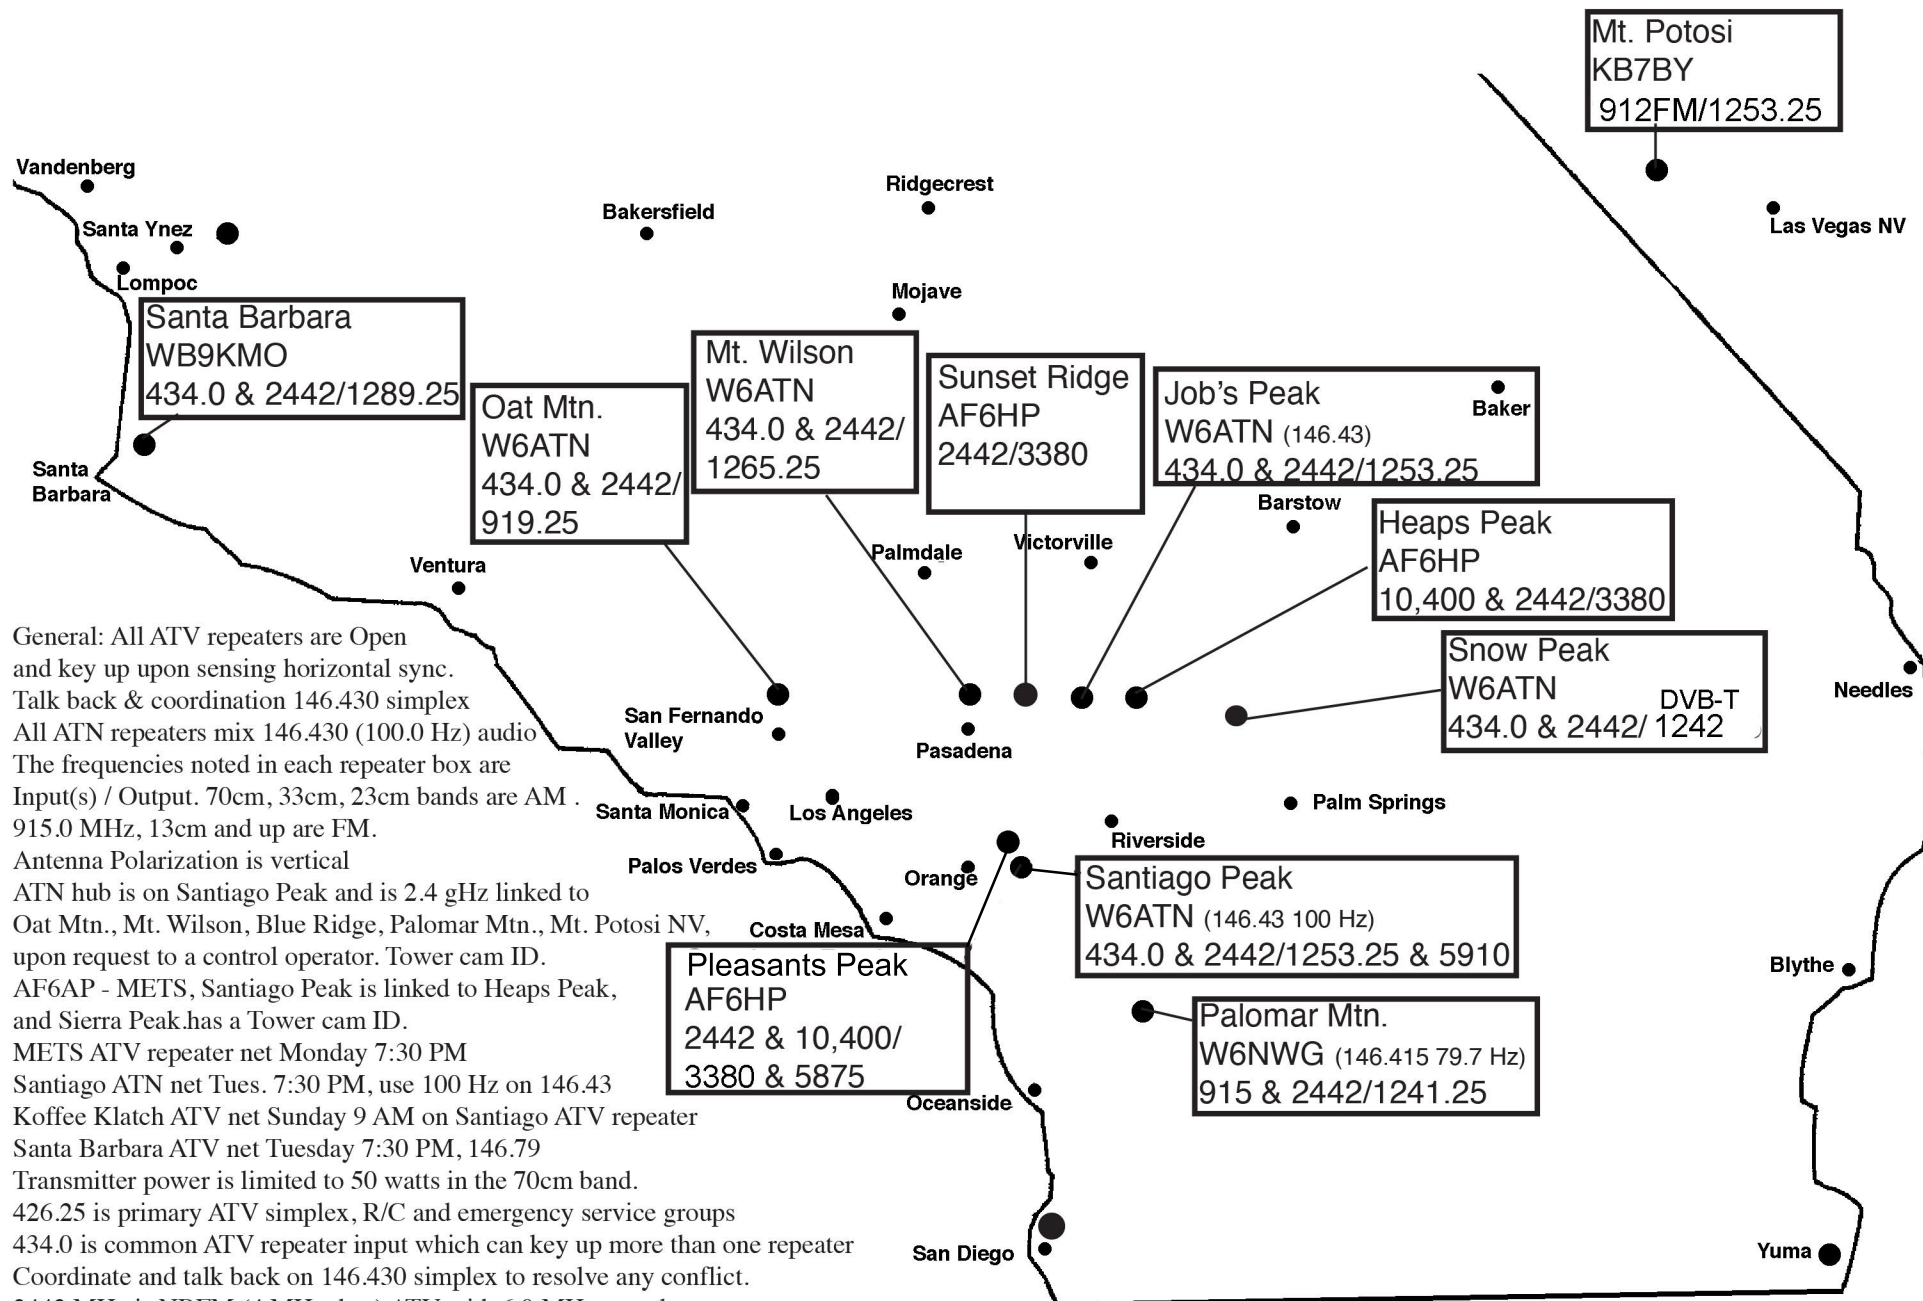 Mt. Potosi
KB7BY
912FM/1253.25
Vandenberg
Santa Ynez
Lompoc
Bakersfield
Ridgecrest
Las Vegas NV
Mojave
Santa Barbara
WB9KMO
434.0 & 2442/1289.25
Oat Mtn.
W6ATN
434.0 & 2442/
919.25
Mt. Wilson
W6ATN
434.0 & 2442/
1265.25
Sunset Ridge
AF6HP
2442/3380
Job's Peak
W6ATN (146.43)
434.0 & 2442/1253.25
Baker
Santa
Barbara
Barstow
Heaps Peak
AF6HP
10,400 & 2442/3380
Ventura
Palmdale
Victorville
Snow Peak
W6ATN
DVB-T
434.0 & 2442/ 1242
Needles
San Fernando
Valley
Pasadena
Santa Monica
Los Angeles
Palm Springs
Riverside
Palos Verdes
Orange
Santiago Peak
W6ATN (146.43 100 Hz)
434.0 & 2442/1253.25 & 5910
Costa Mesa
Pleasants Peak
AF6HP
2442 & 10,400/
3380 & 5875
Blythe
Palomar Mtn.
W6NWG (146.415 79.7 Hz)
915 & 2442/1241.25
Oceanside
San Diego
Yuma
General: All ATV repeaters are Open
and key up upon sensing horizontal sync.
Talk back & coordination 146.430 simplex
All ATN repeaters mix 146.430 (100.0 Hz) audio
The frequencies noted in each repeater box are
Input(s) / Output. 70cm, 33cm, 23cm bands are AM .
915.0 MHz, 13cm and up are FM.
Antenna Polarization is vertical
ATN hub is on Santiago Peak and is 2.4 gHz linked to
Oat Mtn., Mt. Wilson, Blue Ridge, Palomar Mtn., Mt. Potosi NV,
upon request to a control operator. Tower cam ID.
AF6AP - METS, Santiago Peak is linked to Heaps Peak,
and Sierra Peak.has a Tower cam ID.
METS ATV repeater net Monday 7:30 PM
Santiago ATN net Tues. 7:30 PM, use 100 Hz on 146.43
Koffee Klatch ATV net Sunday 9 AM on Santiago ATV repeater
Santa Barbara ATV net Tuesday 7:30 PM, 146.79
Transmitter power is limited to 50 watts in the 70cm band.
426.25 is primary ATV simplex, R/C and emergency service groups
434.0 is common ATV repeater input which can key up more than one repeater
Coordinate and talk back on 146.430 simplex to resolve any conflict.